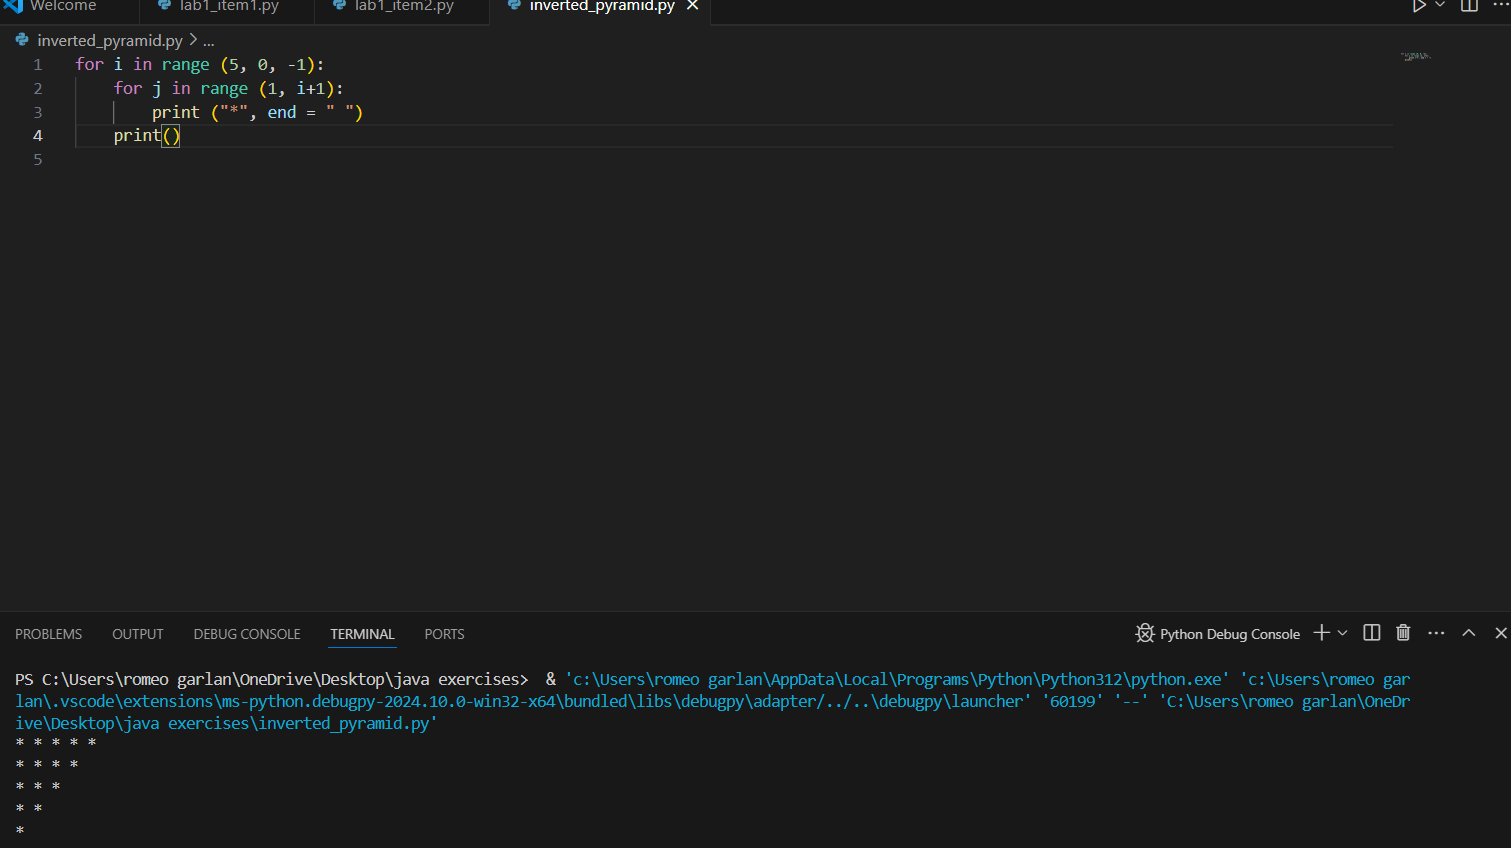 Welcome lab1_item1.py lab1_item2.py inverted_pyramid.py
inverted_pyramid.py > ...
1 for i in range (5, 0, -1):
2 for j in range (1, i+1):
3 print ("*", end = " ")
4 print()
5
PROBLEMS OUTPUT DEBUG CONSOLE TERMINAL PORTS Python Debug Console
PS C:\Users\romeo garlan\OneDrive\Desktop\java exercises>  & 'c:\Users\romeo garlan\AppData\Local\Programs\Python\Python312\python.exe' 'c:\Users\romeo gar
lan\.vscode\extensions\ms-python.debugpy-2024.10.0-win32-x64\bundled\libs\debugpy\adapter/../..\debugpy\launcher' '60199' '--' 'C:\Users\romeo garlan\OneDr
ive\Desktop\java exercises\inverted_pyramid.py'
* * * * *
* * * *
* * *
* *
*